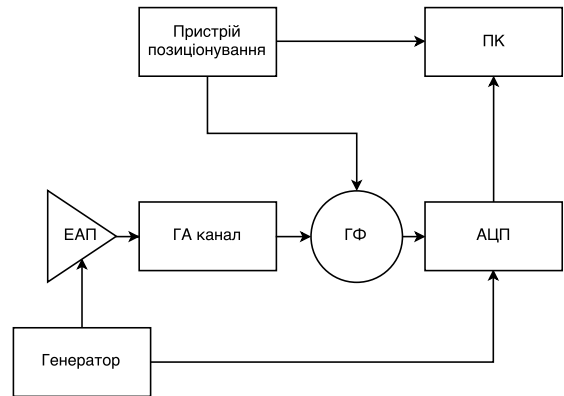 Пристрій
позиціонування
ПК
ЕАП
ГА канал
ГФ
АЦП
Генератор